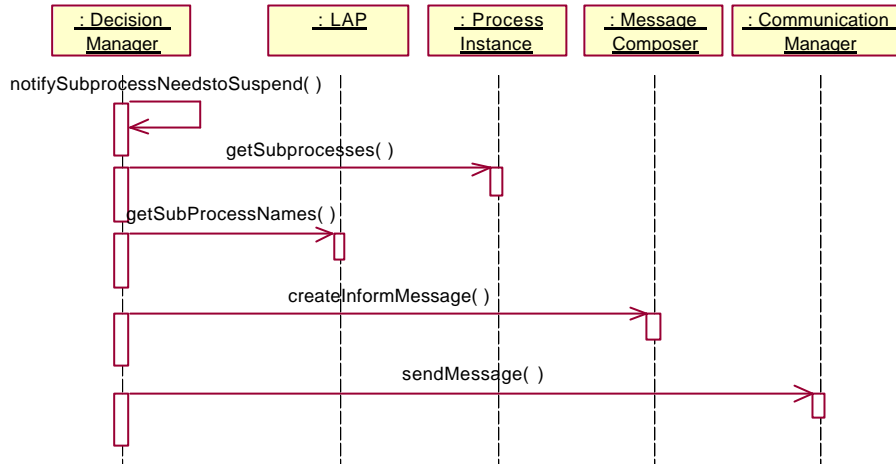 : Decision
Manager
: LAP
: Process
Instance
: Message
Composer
: Communication
Manager
notifySubprocessNeedstoSuspend( )
getSubprocesses( )
getSubProcessNames( )
createInformMessage( )
sendMessage( )